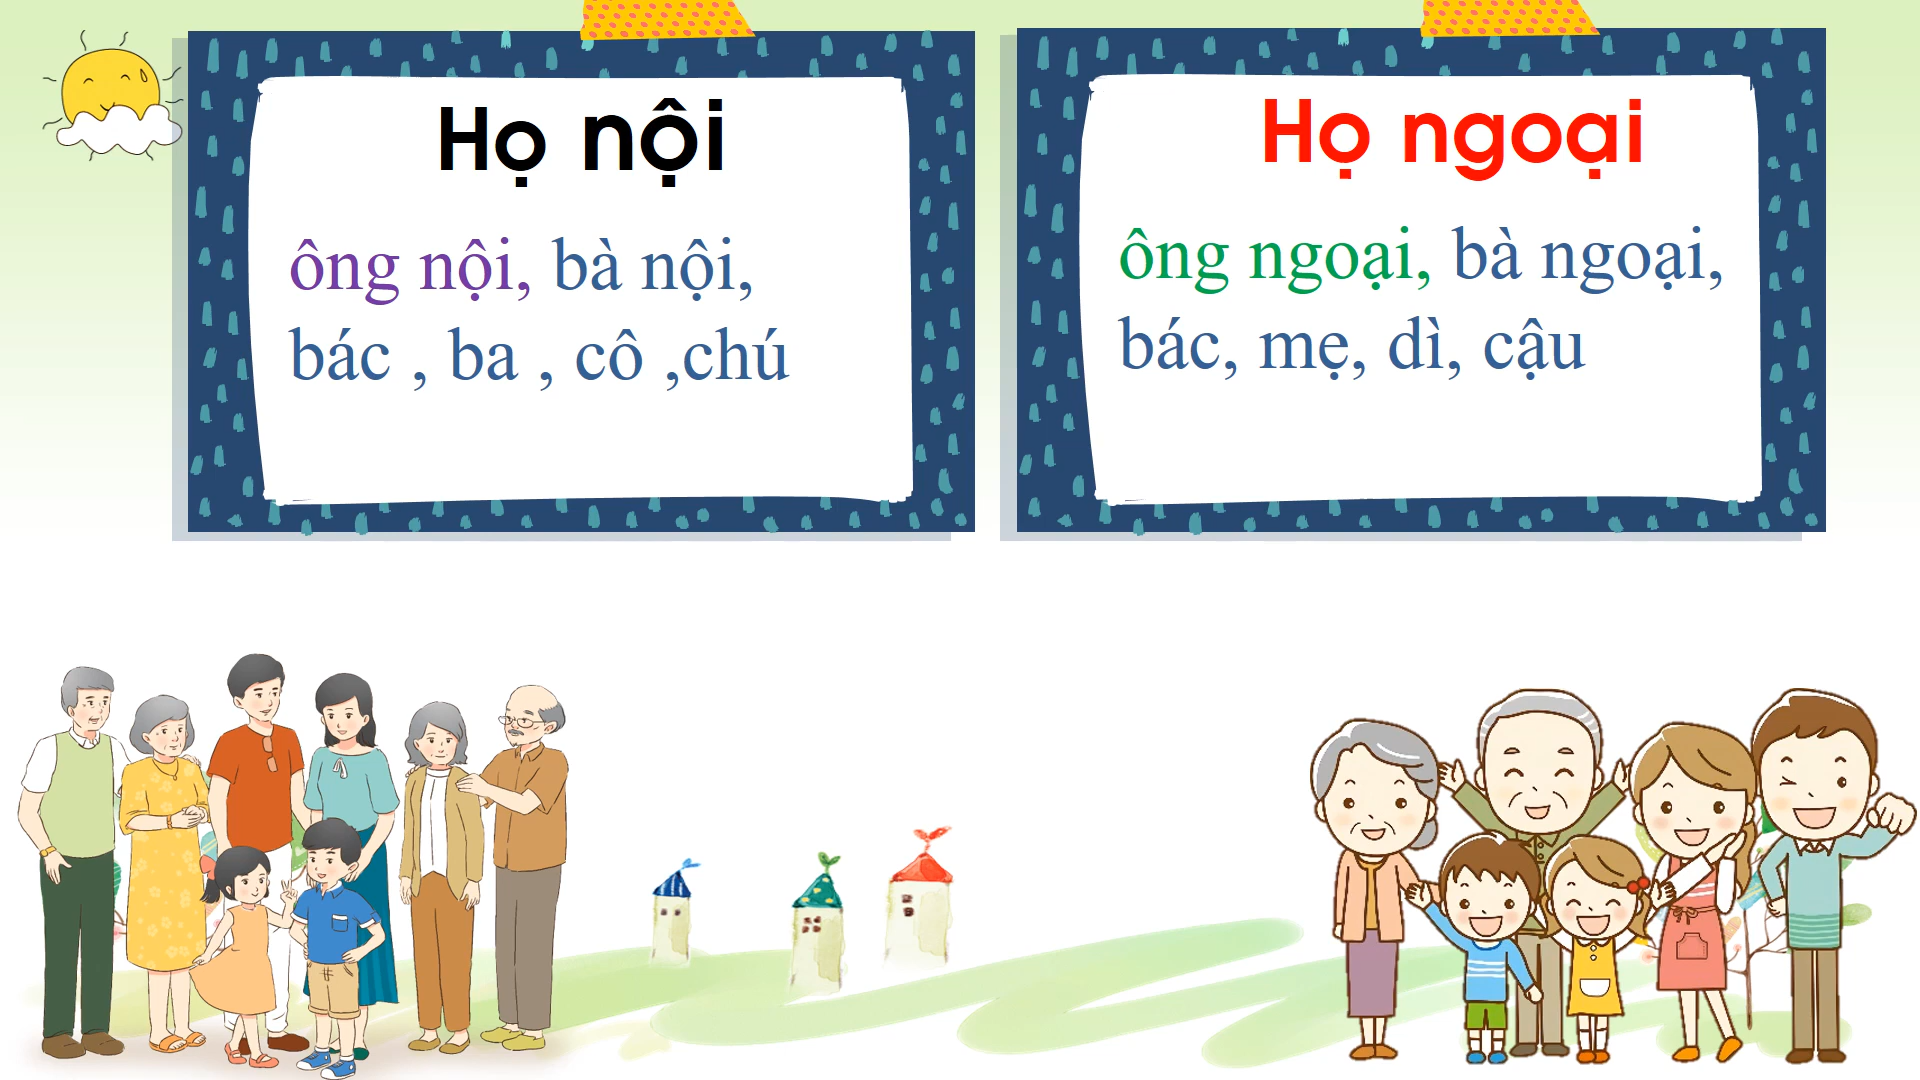 Họ nội
ông nội, bà nội,
bác , ba , cô ,chú
Họ ngoại
ông ngoại, bà ngoại,
bác, mẹ, dì, cậu